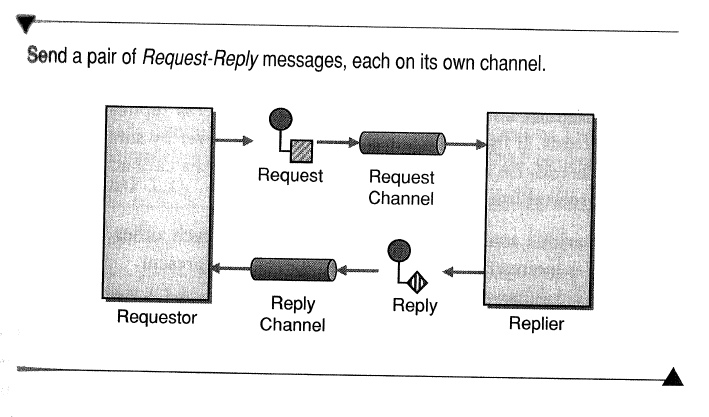 Send a pair of Request-Reply messages, each on its own channel.
Request
Request
Channel
Reply
Channel
Reply
Requestor
Replier